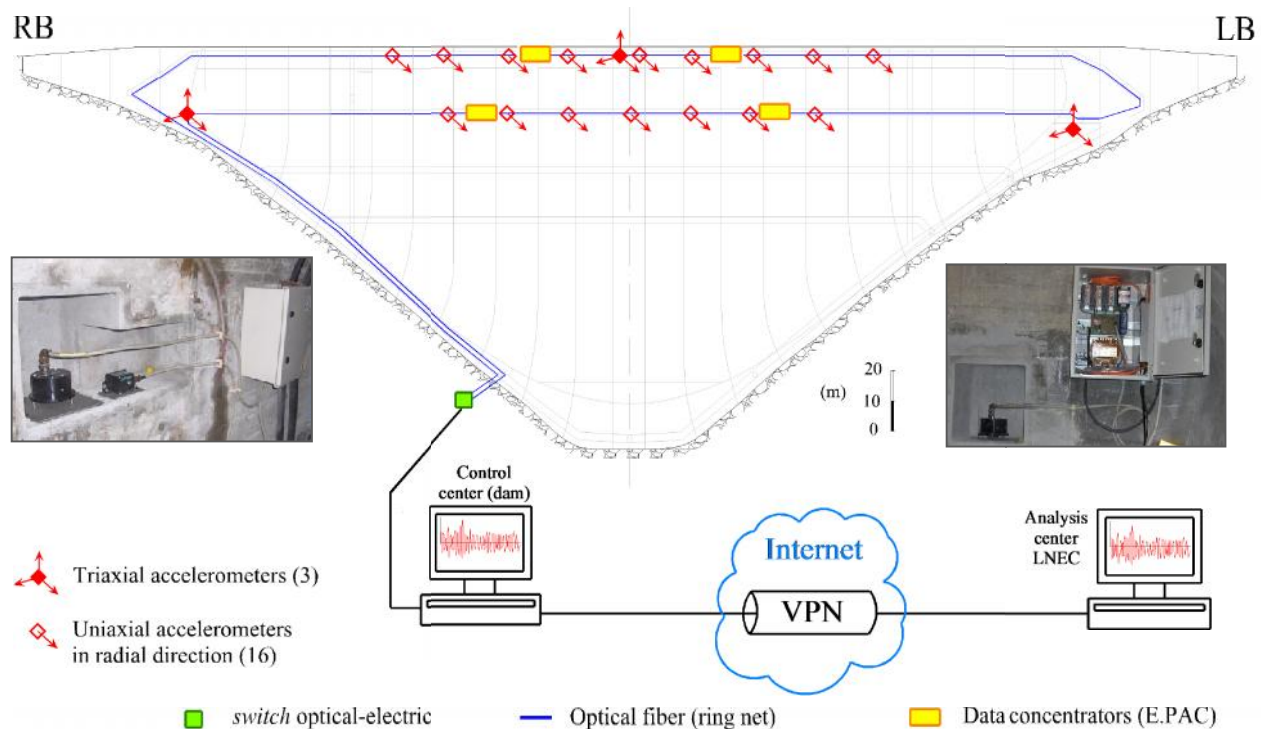 RB
LB
20
(m)
10
0
Control
center (dam)
Internet
VPN
Analysis
center
LNEC
Triaxial accelerometers (3)
Uniaxial accelerometers
in radial direction (16)
switch optical-electric
Optical fiber (ring net)
Data concentrators (E.PAC)